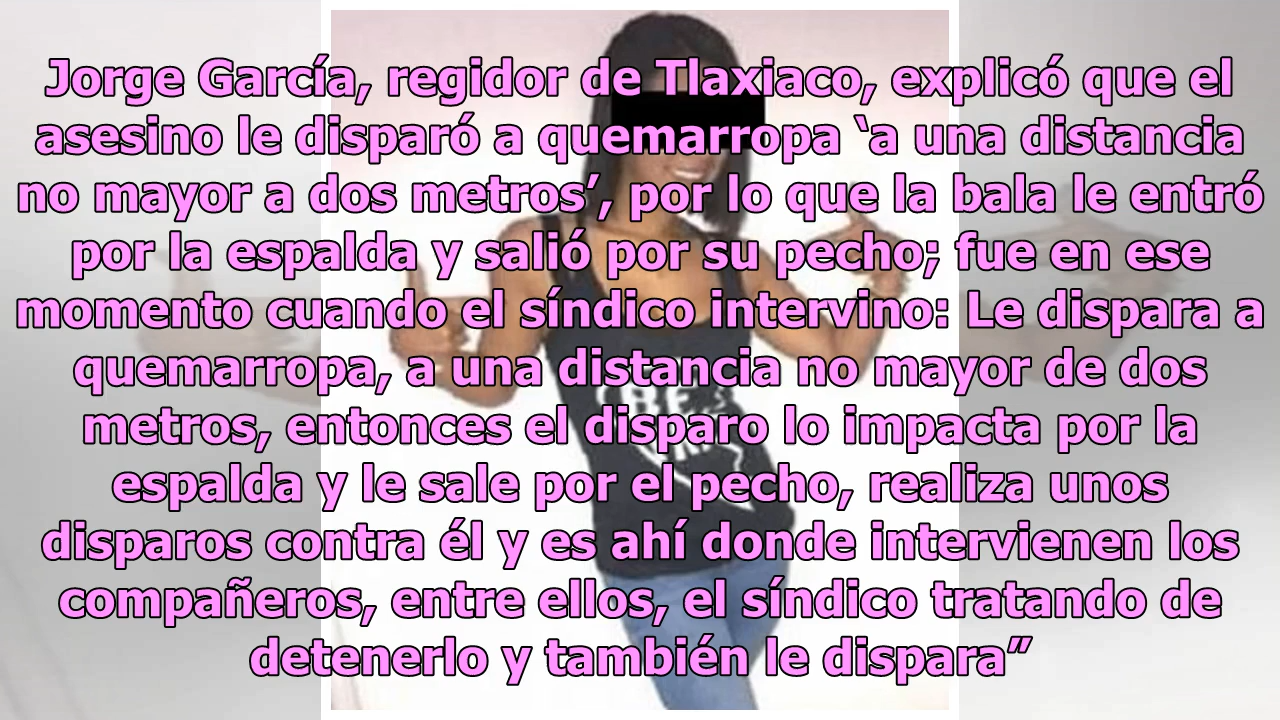 Jorge García, regidor de Tlaxiaco, explicó que el
asesino le disparó a quemarropa ‘a una distancia
no mayor a dos metros’, por lo que la bala le entró
por la espalda y salió por su pecho; fue en ese
momento cuando el síndico intervino: Le dispara a
quemarropa, a una distancia no mayor de dos
metros, entonces el disparo lo impacta por la
espalda y le sale por el pecho, realiza unos
disparos contra él y es ahí donde intervienen los
compañeros, entre ellos, el síndico tratando de
detenerlo y también le dispara”